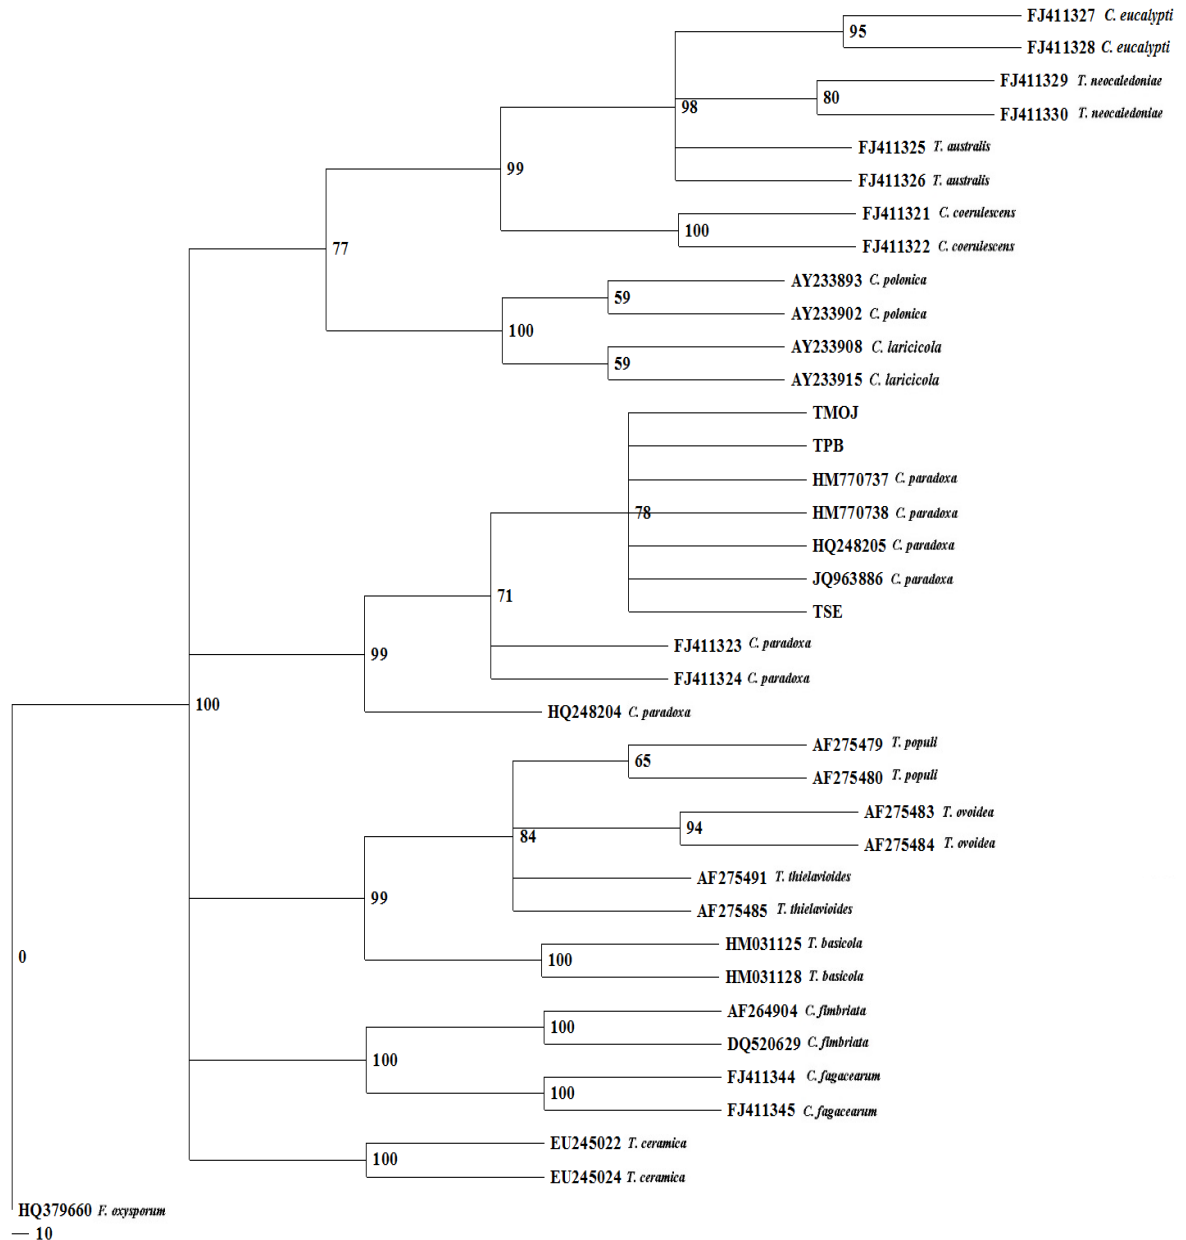 FJ411327 C. eucalypti
95
FJ411328 C. eucalypti
FJ411329 T. neocaledoniae
80
98
FJ411330 T. neocaledoniae
FJ411325 T. australis
99
FJ411326 T. australis
FJ411321 C. coerulescens
100
FJ411322 C. coerulescens
77
AY233893 C. polonica
59
AY233902 C. polonica
100
AY233908 C. laricicola
59
AY233915 C. laricicola
TMOJ
TPB
HM770737 C. paradoxa
78
HM770738 C. paradoxa
HQ248205 C. paradoxa
JQ963886 C. paradoxa
71
TSE
FJ411323 C. paradoxa
99
FJ411324 C. paradoxa
100
HQ248204 C. paradoxa
AF275479 T. populi
65
AF275480 T. populi
AF275483 T. ovoidea
94
84
AF275484 T. ovoidea
AF275491 T. thielavioides
99
AF275485 T. thielavioides
HM031125 T. basicola
0
100
HM031128 T. basicola
AF264904 C. fimbriata
100
DQ520629 C. fimbriata
100
FJ411344 C. fagacearum
100
FJ411345 C. fagacearum
EU245022 T. ceramica
100
EU245024 T. ceramica
HQ379660 F. oxysporum
10